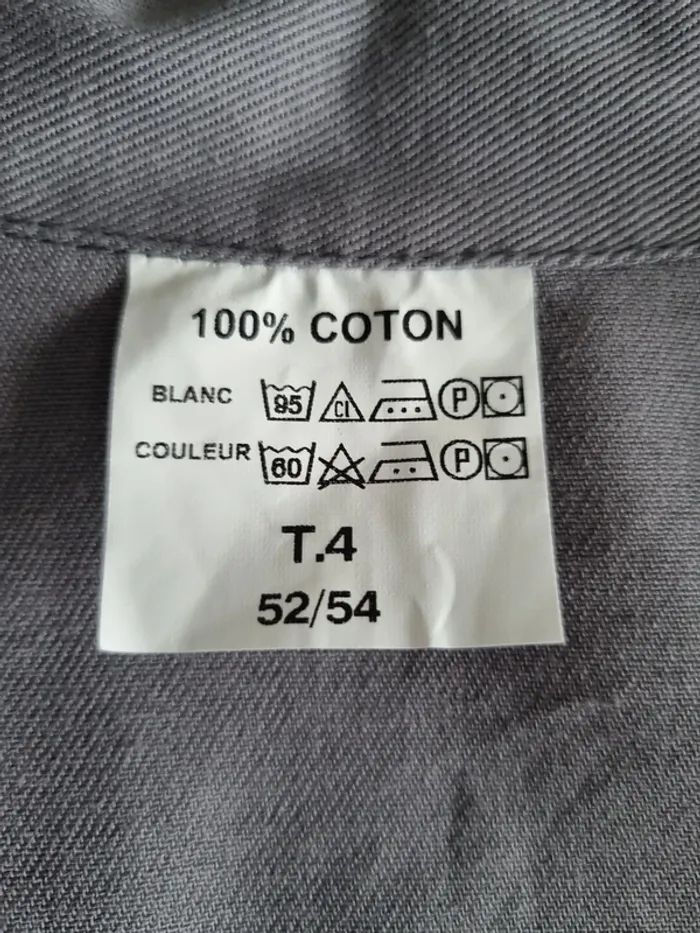 100% COTON
BLANC 95 CL P
COULEUR 60 P
T.4
52/54